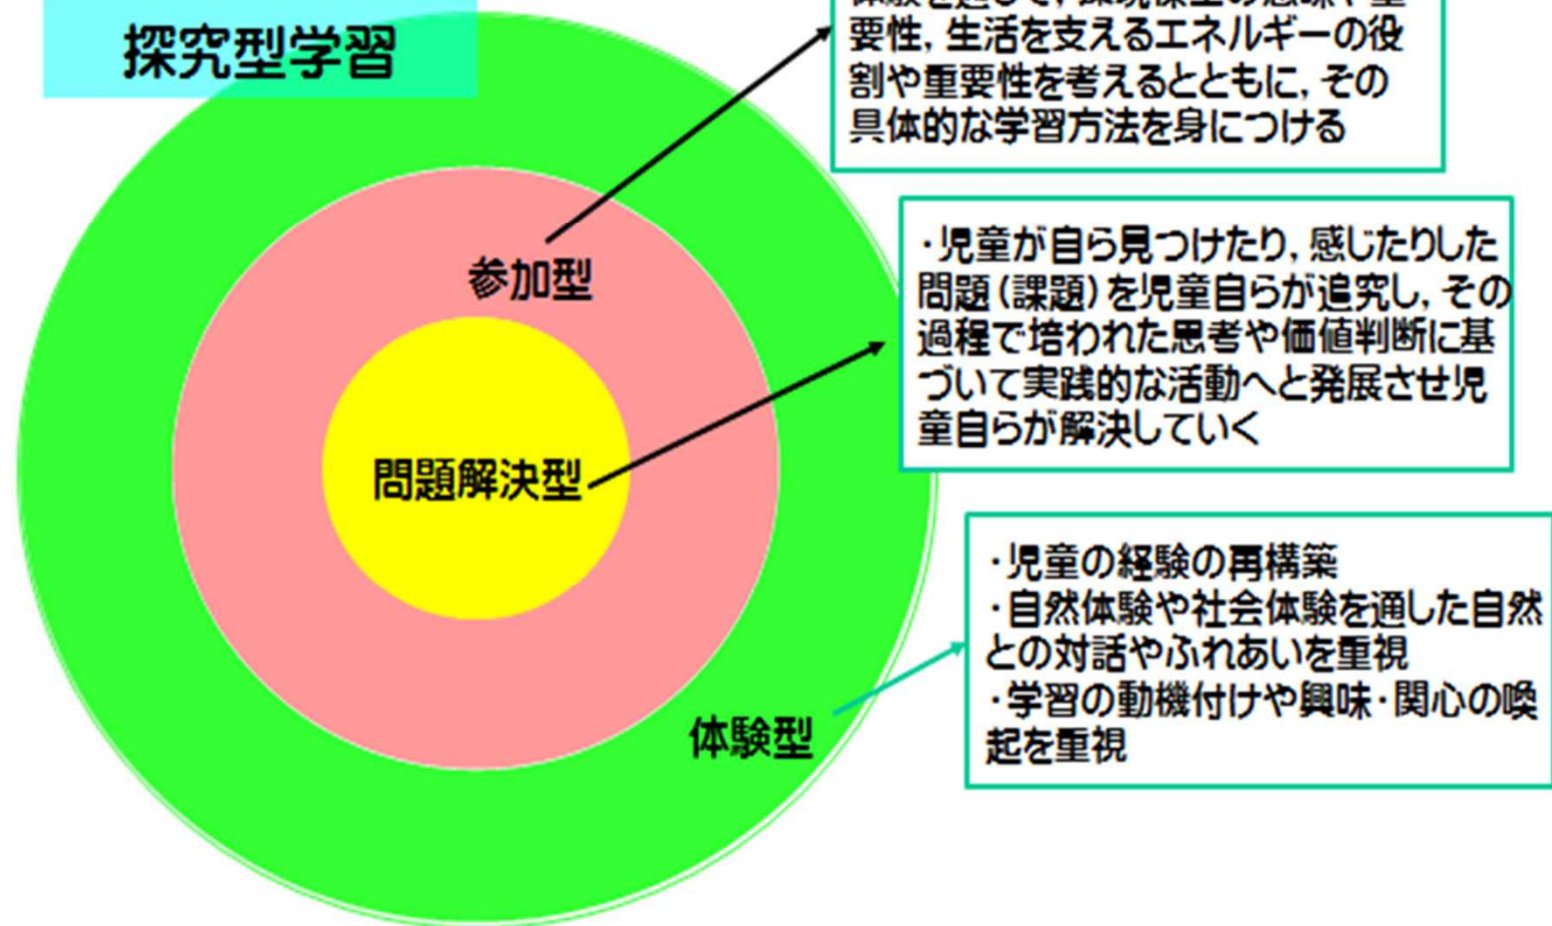 探究型学習
要性，生活を支えるエネルギーの役
割や重要性を考えるとともに，その
具体的な学習方法を身につける
参加型
・児童が自ら見つけたり，感じたりした
問題（課題）を児童自らが追究し，その
過程で培われた思考や価値判断に基
づいて実践的な活動へと発展させ児
童自らが解決していく
問題解決型
・児童の経験の再構築
・自然体験や社会体験を通した自然
との対話やふれあいを重視
・学習の動機付けや興味・関心の喚
起を重視
体験型